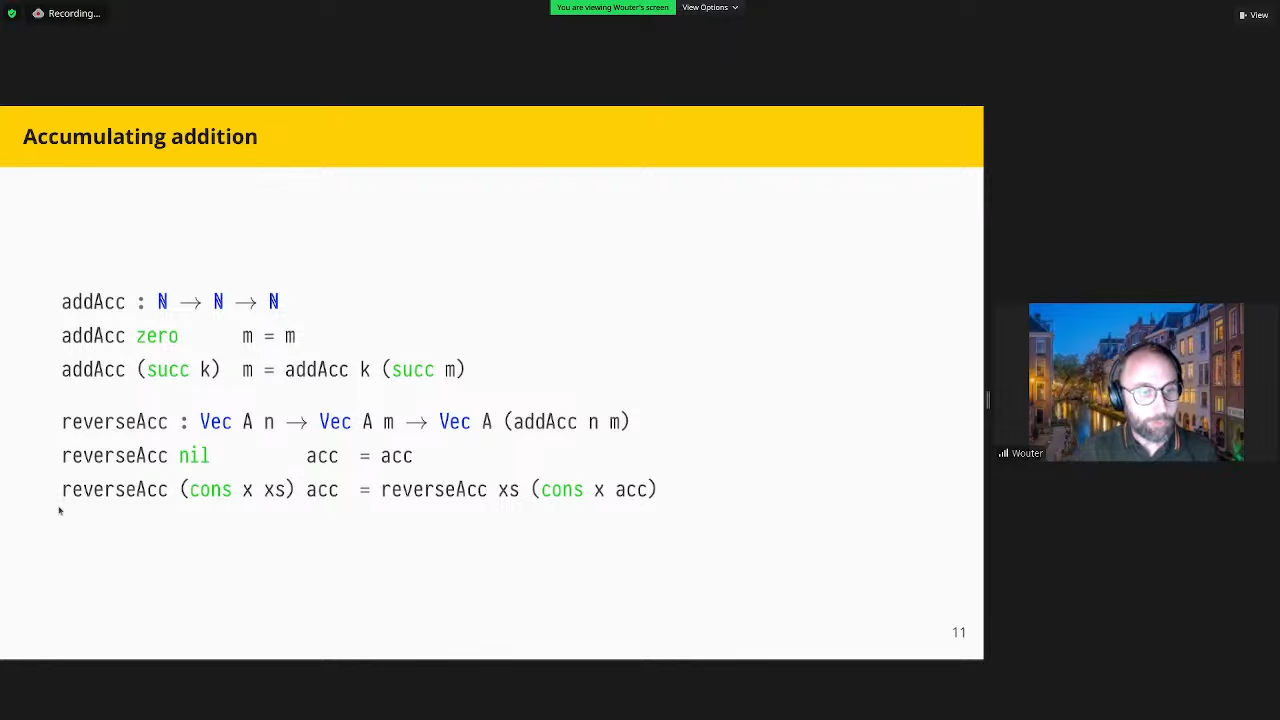 Recording...
You are viewing Wouter's screen
View Options
View
Accumulating addition
addAcc : ℕ → ℕ → ℕ
addAcc zero m = m
addAcc (succ k) m = addAcc k (succ m)
reverseAcc : Vec A n → Vec A m → Vec A (addAcc n m)
reverseAcc nil acc = acc
reverseAcc (cons x xs) acc = reverseAcc xs (cons x acc)
Wouter
11